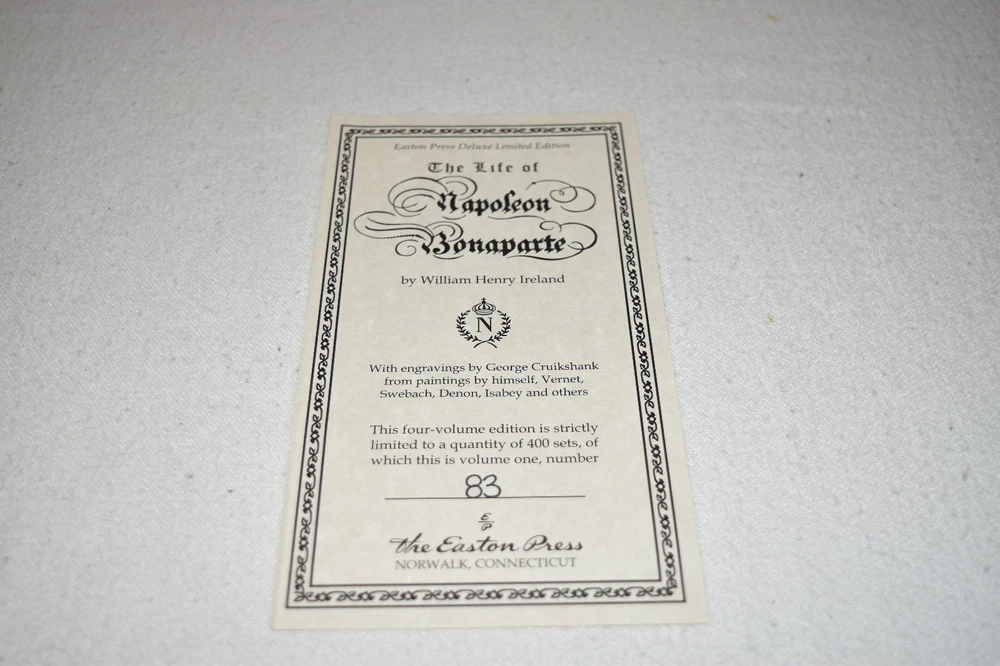 Easton Press Deluxe Limited Edition
The Life of
Napoleon
Bonaparte
by William Henry Ireland
N
With engravings by George Cruikshank
from paintings by himself, Vernet,
Swebach, Denon, Isabey and others
This four-volume edition is strictly
limited to a quantity of 400 sets, of
which this is volume one, number
83
E
P
the Easton Press
NORWALK, CONNECTICUT